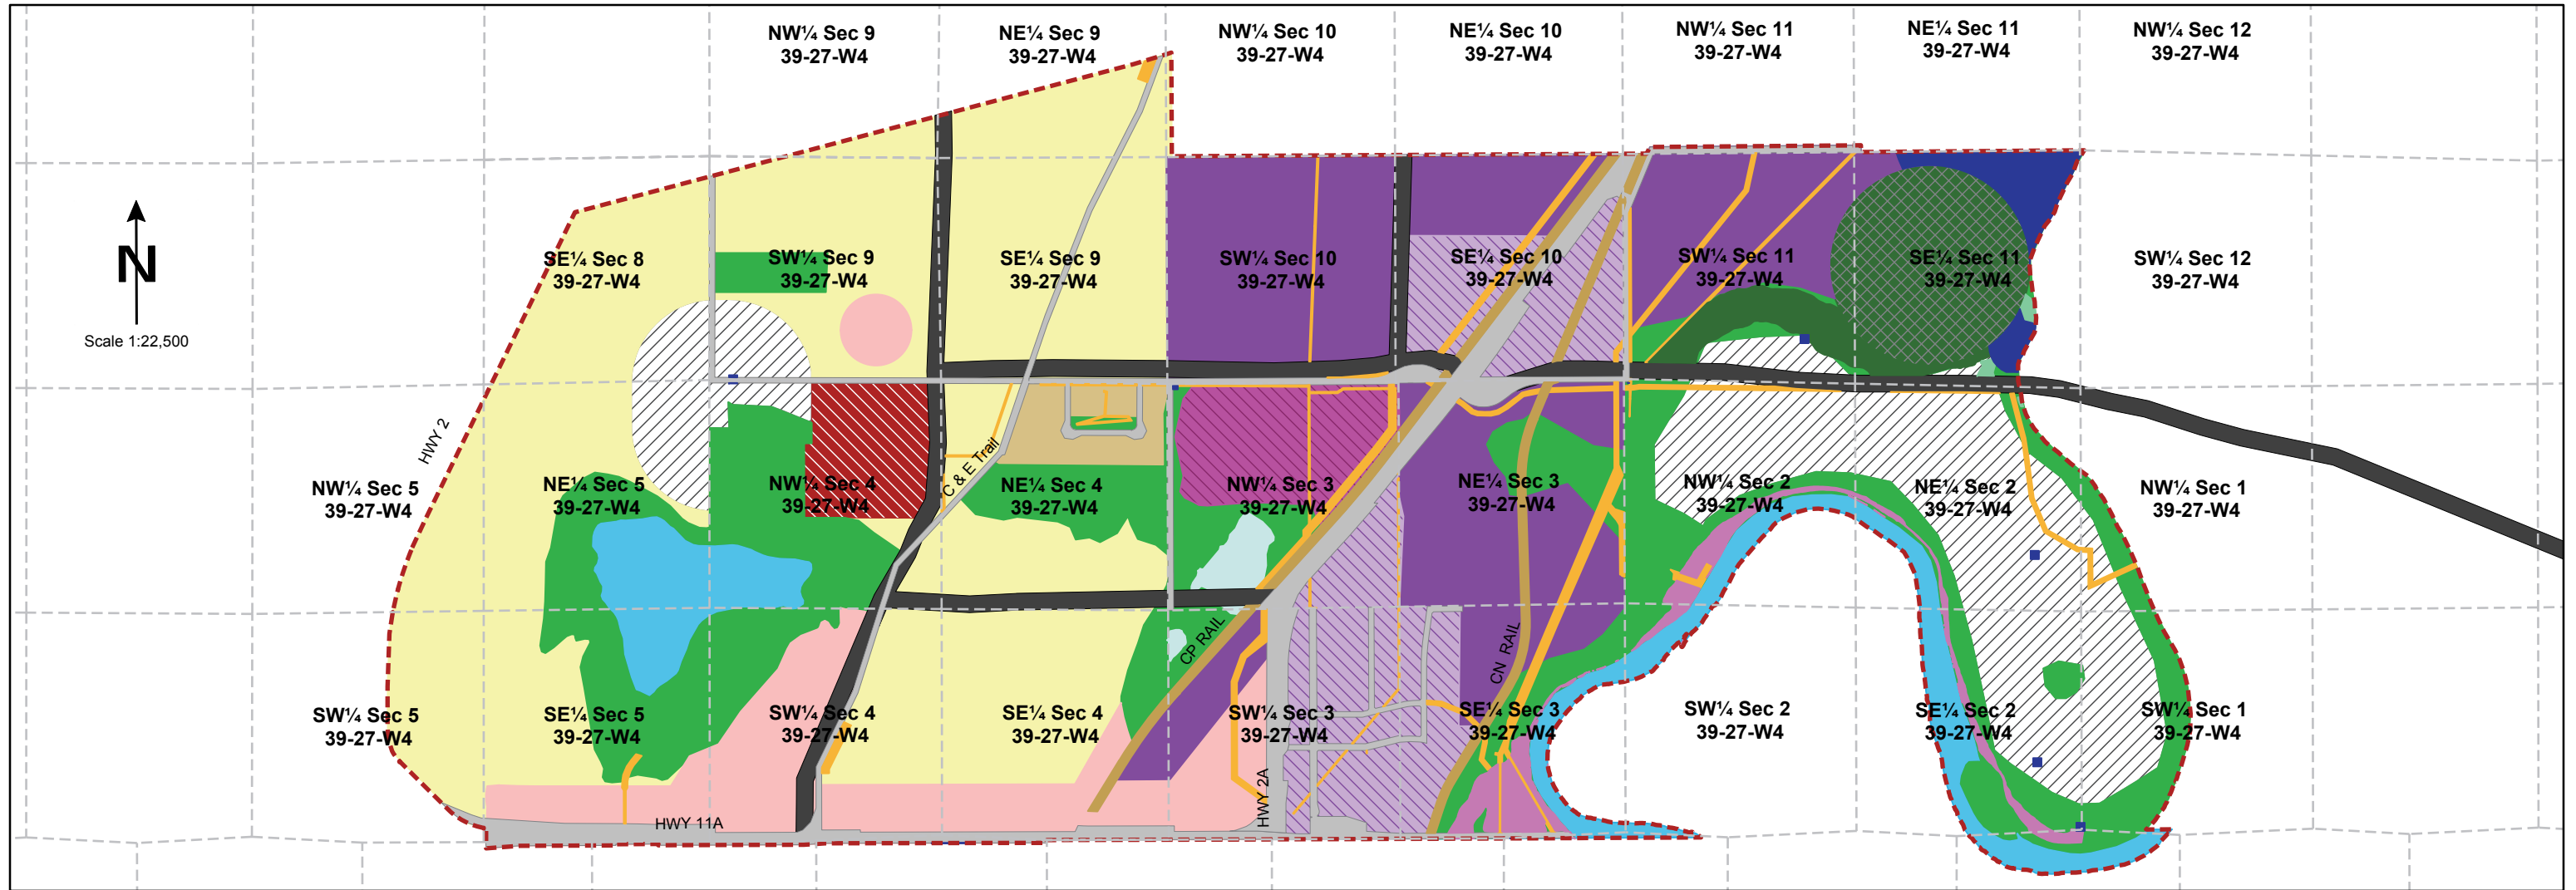 NW¼ Sec 9
39-27-W4
NE¼ Sec 9
39-27-W4
NW¼ Sec 10
39-27-W4
NE¼ Sec 10
39-27-W4
NW¼ Sec 11
39-27-W4
NE¼ Sec 11
39-27-W4
NW¼ Sec 12
39-27-W4
N
Scale 1:22,500
SE¼ Sec 8
39-27-W4
SW¼ Sec 9
39-27-W4
SE¼ Sec 9
39-27-W4
SW¼ Sec 10
39-27-W4
SE¼ Sec 10
39-27-W4
SW¼ Sec 11
39-27-W4
SE¼ Sec 11
39-27-W4
SW¼ Sec 12
39-27-W4
HWY 2
C & E Trail
NW¼ Sec 5
39-27-W4
NE¼ Sec 5
39-27-W4
NW¼ Sec 4
39-27-W4
NE¼ Sec 4
39-27-W4
NW¼ Sec 3
39-27-W4
NE¼ Sec 3
39-27-W4
NW¼ Sec 2
39-27-W4
NE¼ Sec 2
39-27-W4
NW¼ Sec 1
39-27-W4
CP RAIL
CN RAIL
SW¼ Sec 5
39-27-W4
SE¼ Sec 5
39-27-W4
SW¼ Sec 4
39-27-W4
SE¼ Sec 4
39-27-W4
SW¼ Sec 3
39-27-W4
SE¼ Sec 3
39-27-W4
SW¼ Sec 2
39-27-W4
SE¼ Sec 2
39-27-W4
SW¼ Sec 1
39-27-W4
HWY 2A
HWY 11A